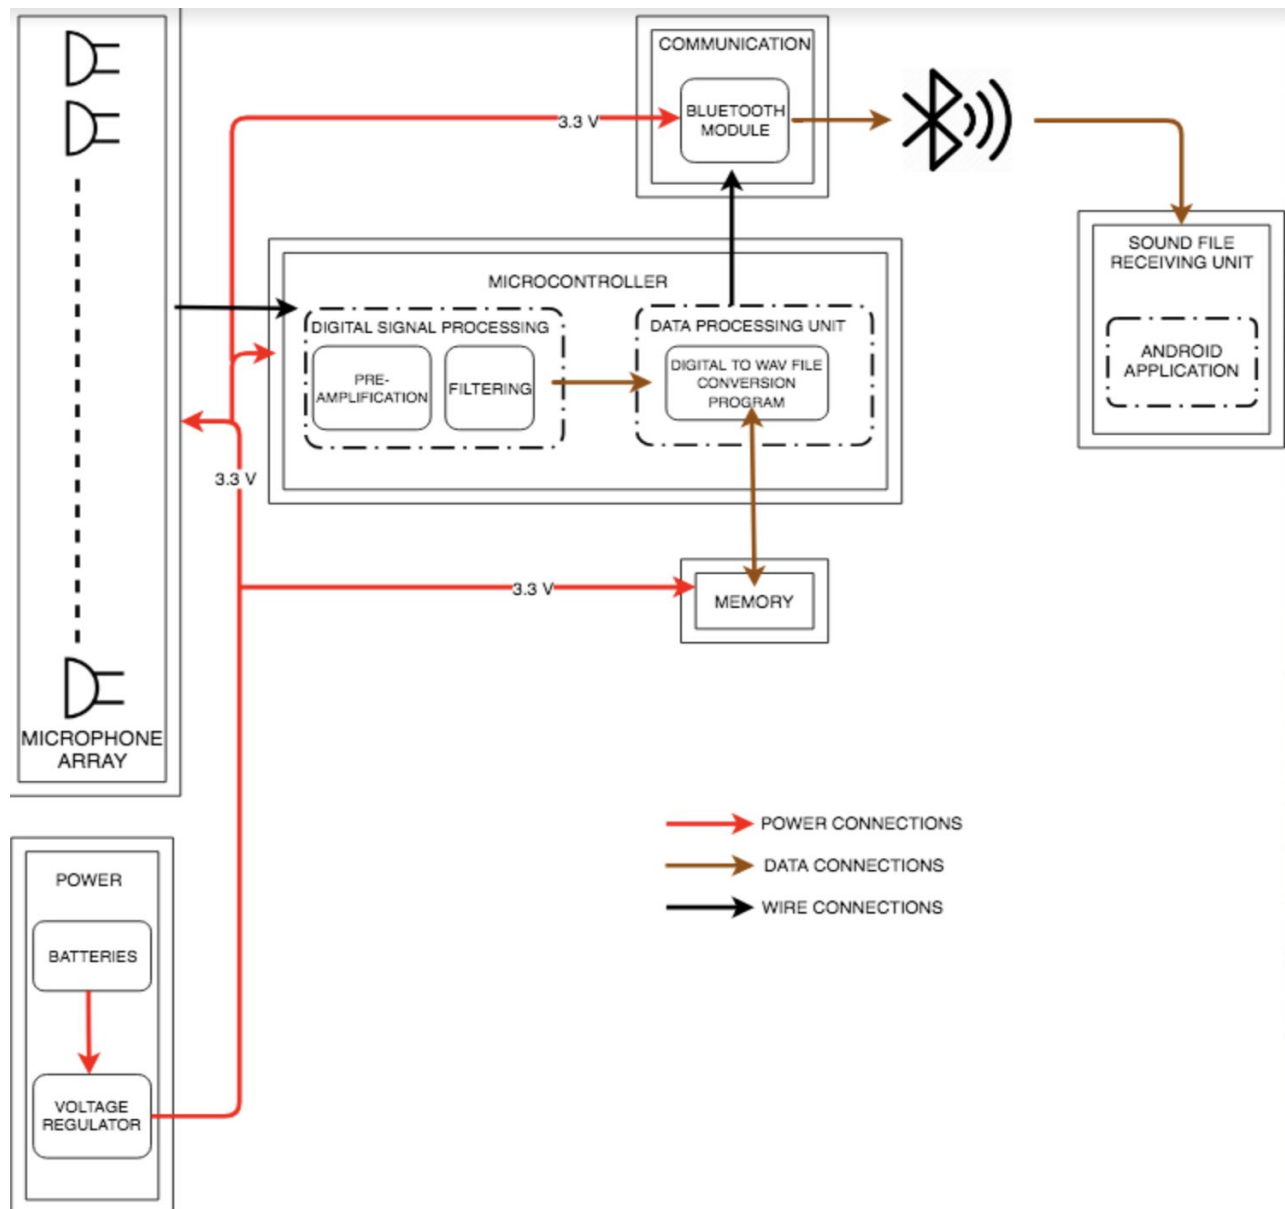 COMMUNICATION
BLUETOOTH
MODULE
3.3 V
SOUND FILE
RECEIVING UNIT
ANDROID
APPLICATION
MICROCONTROLLER
DIGITAL SIGNAL PROCESSING
PRE-
AMPLIFICATION
FILTERING
DATA PROCESSING UNIT
DIGITAL TO WAV FILE
CONVERSION
PROGRAM
3.3 V
3.3 V
MEMORY
MICROPHONE
ARRAY
POWER
BATTERIES
VOLTAGE
REGULATOR
POWER CONNECTIONS
DATA CONNECTIONS
WIRE CONNECTIONS